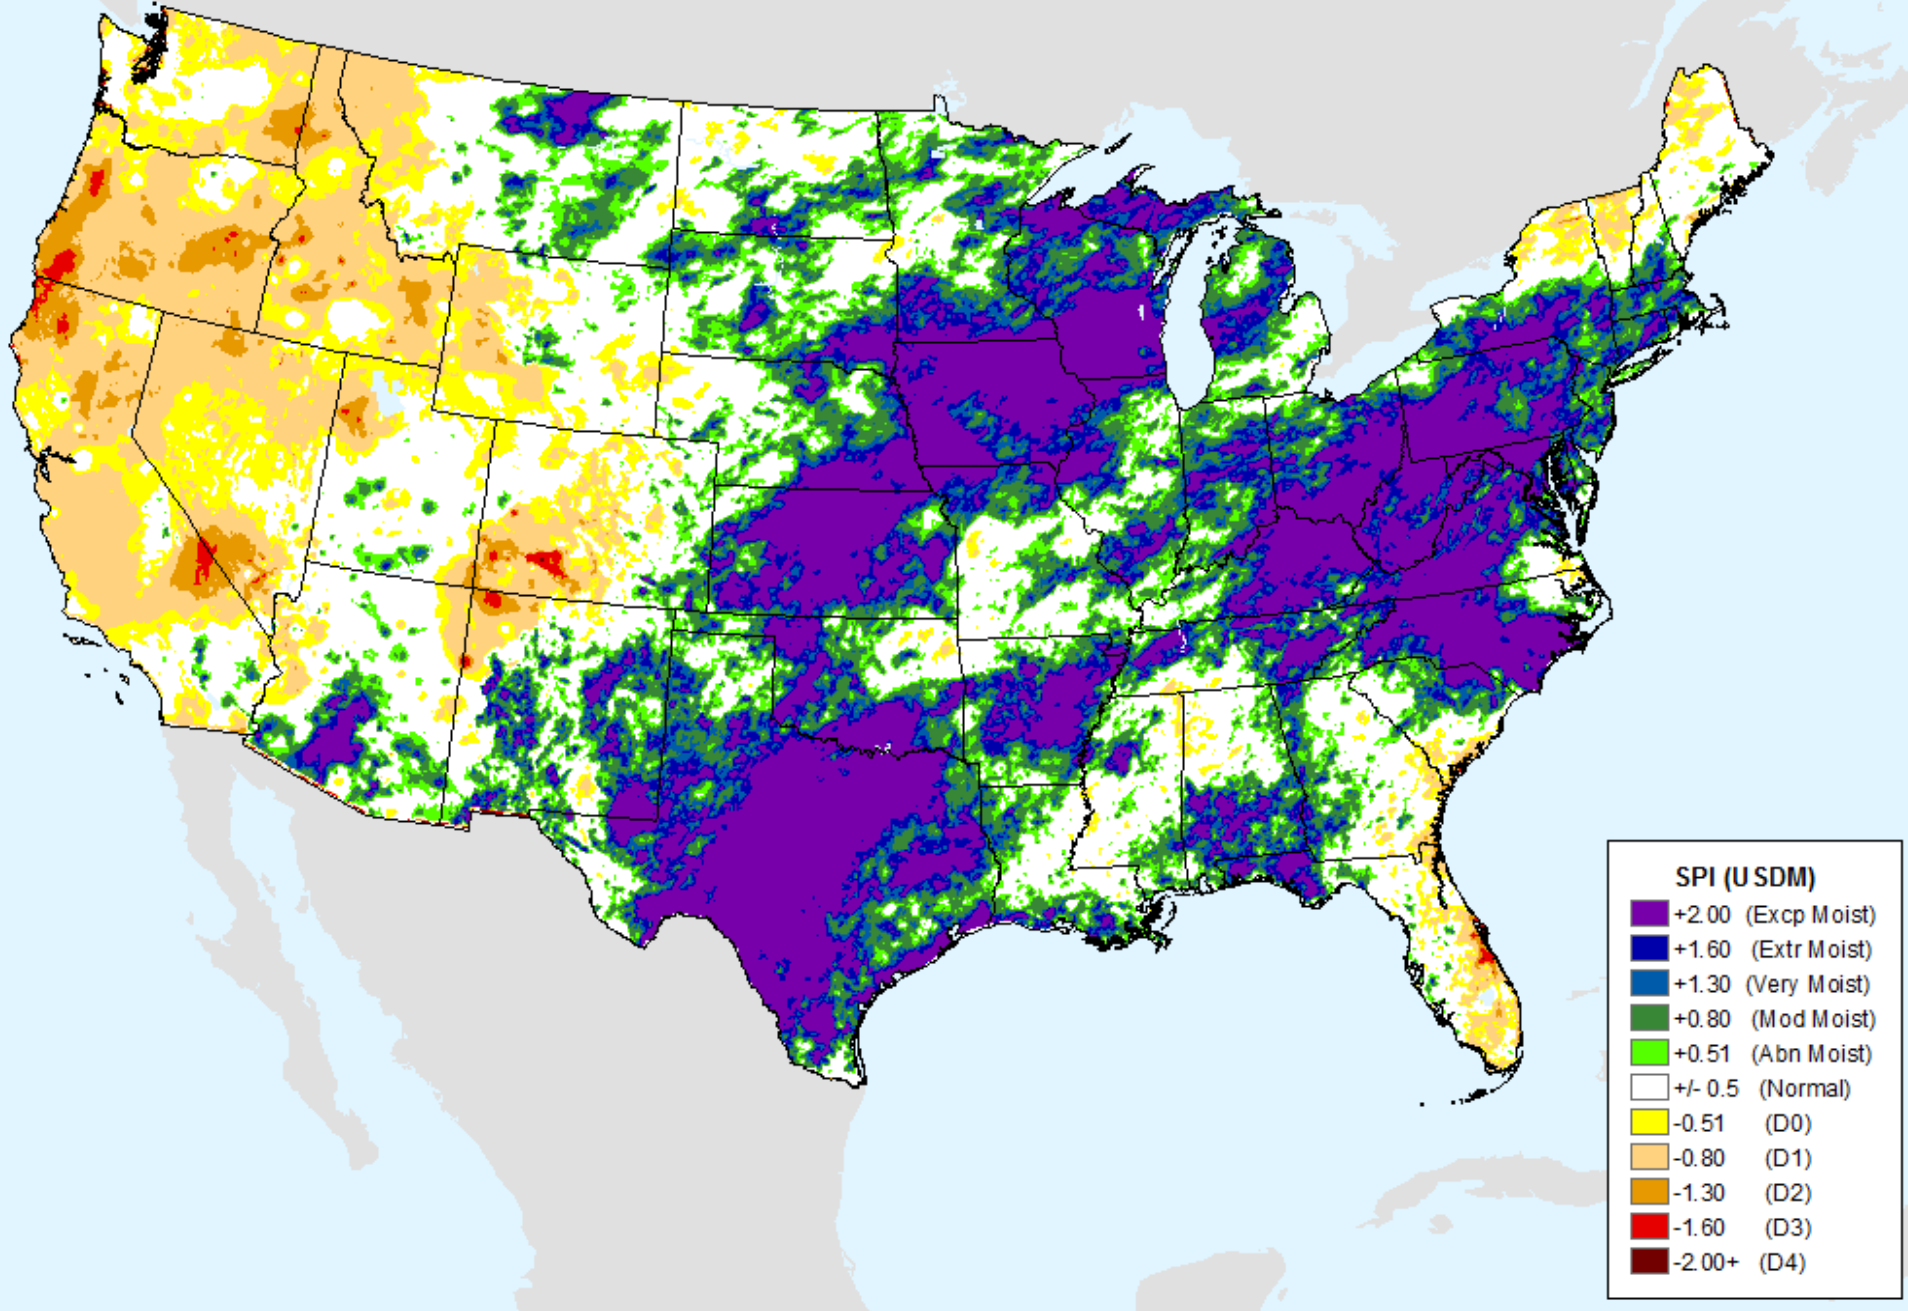 SPI (USDM)
+2.00 (Excp Moist)
+1.60 (Extr Moist)
+1.30 (Very Moist)
+0.80 (Mod Moist)
+0.51 (Abn Moist)
+/- 0.5 (Normal)
-0.51 (D0)
-0.80 (D1)
-1.30 (D2)
-1.60 (D3)
-2.00+ (D4)